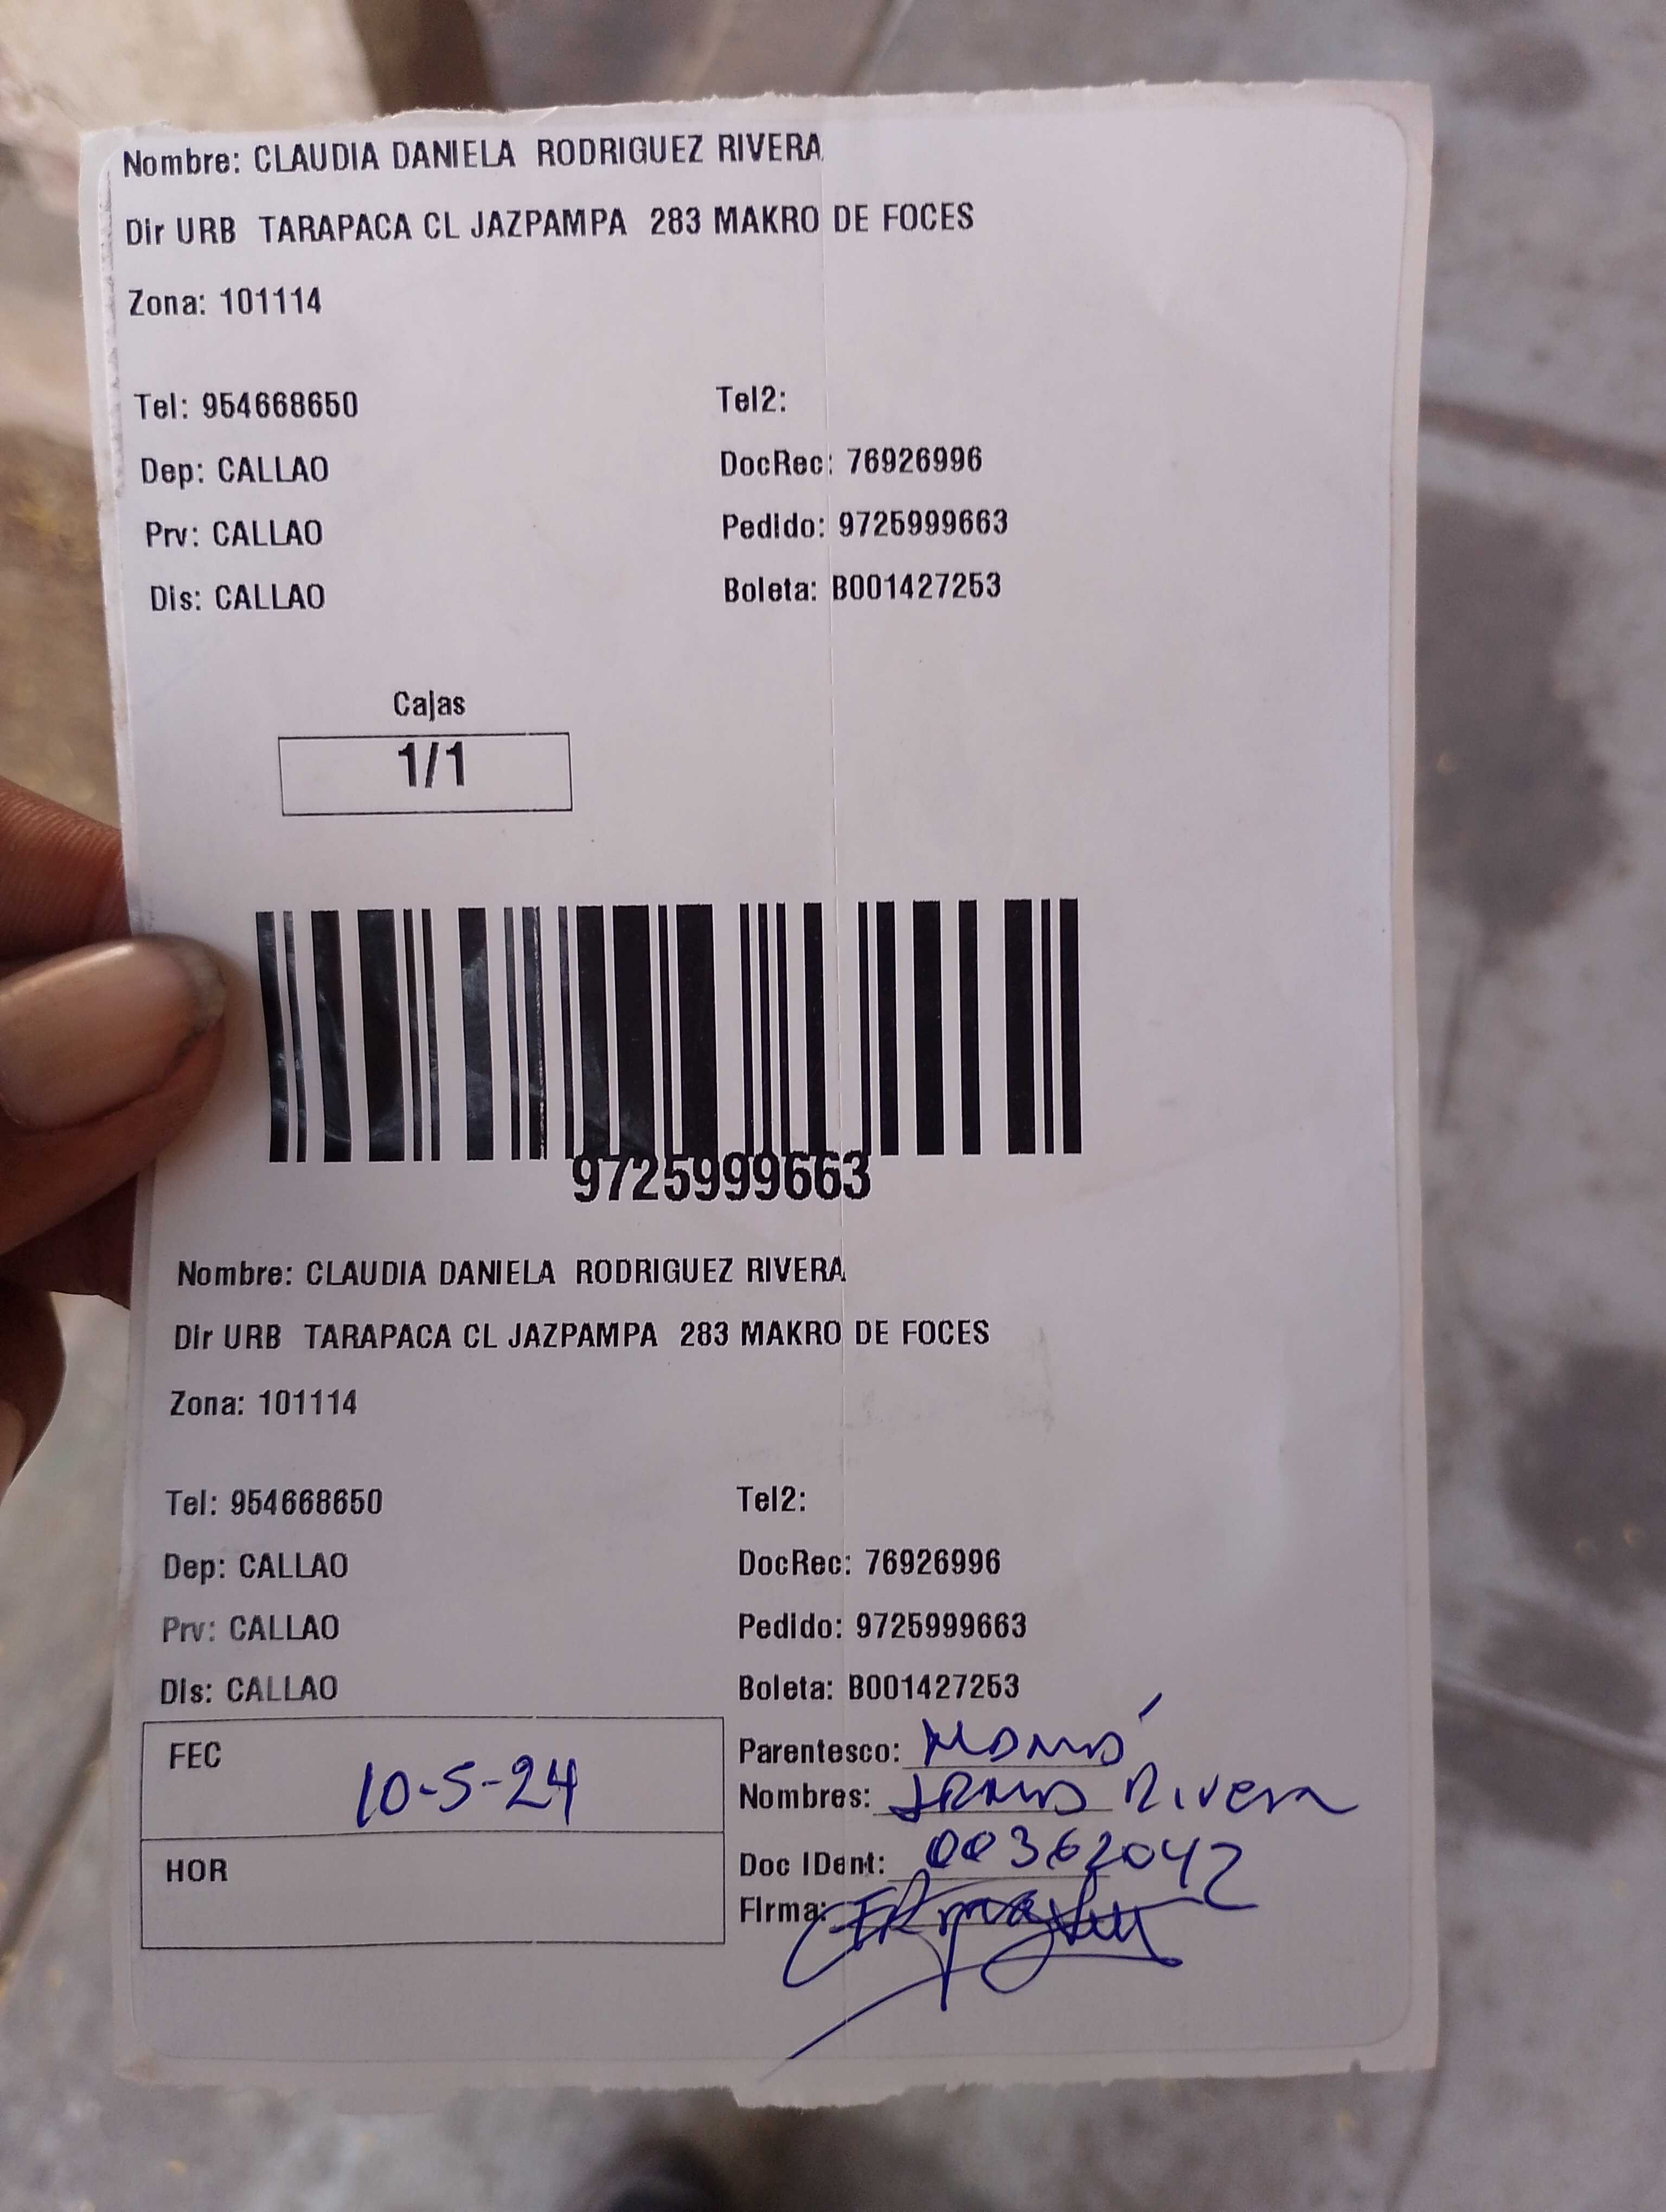 Nombre: CLAUDIA DANIELA RODRIGUEZ RIVERA
Dir URB TARAPACA CL JAZPAMPA 283 MAKRO DE FOCES
Zona: 101114
Tel: 954668650 Tel2:
Dep: CALLAO DocRec: 76926996
Prv: CALLAO Pedido: 9725999663
Dis: CALLAO Boleta: B001427253
Cajas
1/1
9725999663
Nombre: CLAUDIA DANIELA RODRIGUEZ RIVERA
Dir URB TARAPACA CL JAZPAMPA 283 MAKRO DE FOCES
Zona: 101114
Tel: 954668650 Tel2:
Dep: CALLAO DocRec: 76926996
Prv: CALLAO Pedido: 9725999663
Dis: CALLAO Boleta: B001427253
FEC 10-5-24 Parentesco: MAMÁ
Nombres: IRMA Rivera
HOR Doc IDent: 00362042
Firma: